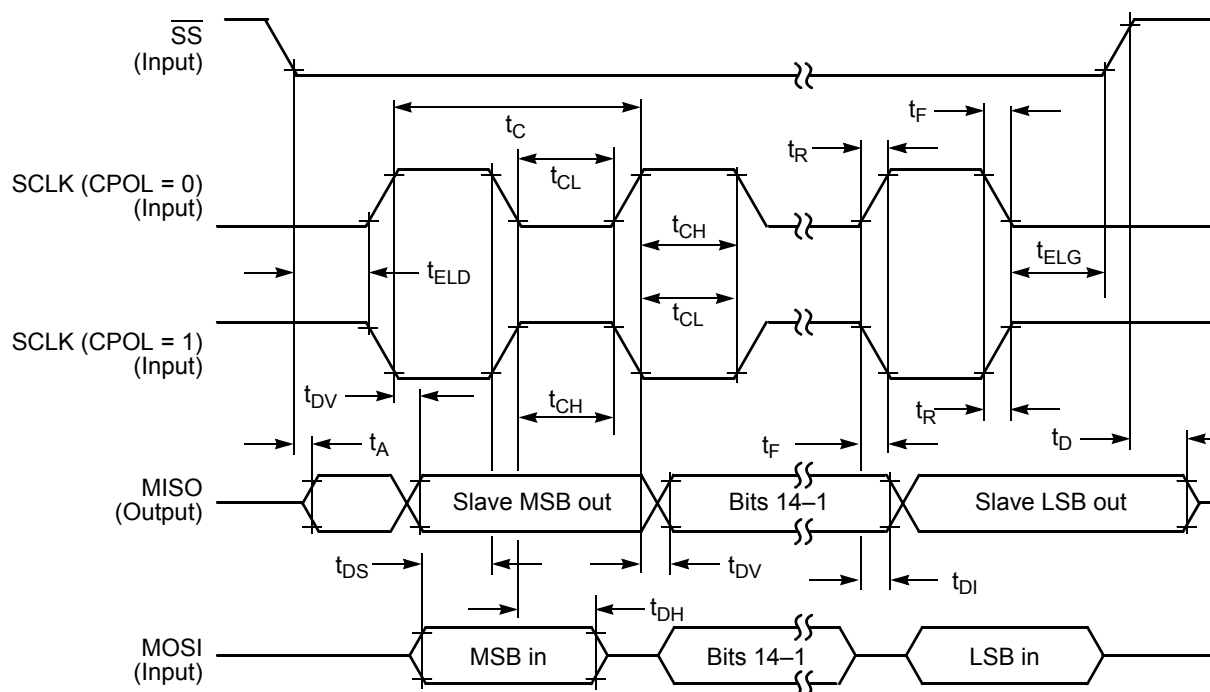 SS
(Input)
tF
tC
tR
tCL
SCLK (CPOL = 0)
(Input)
tCH
tELD
tELG
tCL
SCLK (CPOL = 1)
(Input)
tDV
tCH
tR
tA
tF
tD
MISO
(Output)
Slave MSB out
Bits 14–1
Slave LSB out
tDS
tDV
tDI
tDH
MOSI
(Input)
MSB in
Bits 14–1
LSB in